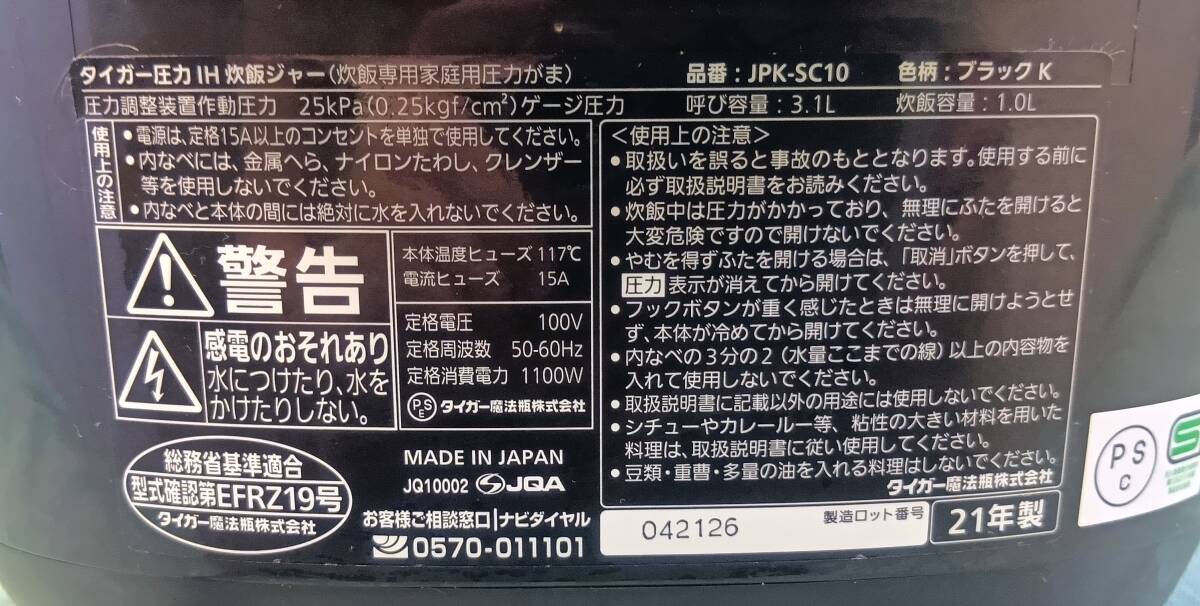 タイガー圧力IH炊飯ジャー(炊飯専用家庭用圧力がま) 品番:JPK-SC10 色柄:ブラックK
圧力調整装置作動圧力 25kPa(0.25kgf/cm²)ゲージ圧力 呼び容量:3.1L 炊飯容量:1.0L
使用上の注意
•電源は、定格15A以上のコンセントを単独で使用してください。
•内なべには、金属へら、ナイロンたわし、クレンザー
等を使用しないでください。
•内なべと本体の間には絶対に水を入れないでください。
警告
感電のおそれあり
水につけたり、水を
かけたりしない。
本体温度ヒューズ 117℃
電流ヒューズ 15A
定格電圧 100V
定格周波数 50-60Hz
定格消費電力 1100W
PSE タイガー魔法瓶株式会社
総務省基準適合
型式確認第EFRZ19号
タイガー魔法瓶株式会社
MADE IN JAPAN
JQ10002 JQA
お客様ご相談窓口|ナビダイヤル
0570-011101
<使用上の注意>
•取扱いを誤ると事故のもととなります。使用する前に
必ず取扱説明書をお読みください。
•炊飯中は圧力がかかっており、無理にふたを開けると
大変危険ですので開けないでください。
•やむを得ずふたを開ける場合は、「取消」ボタンを押して、
圧力表示が消えてから開けてください。
•フックボタンが重く感じたときは無理に開けようとせ
ず、本体が冷めてから開けてください。
•内なべの3分の2(水量ここまでの線)以上の内容物を
入れて使用しないでください。
•取扱説明書に記載以外の用途には使用しないでください。
•シチューやカレールー等、粘性の大きい材料を用いた
料理は、取扱説明書に従い使用してください。
•豆類・重曹・多量の油を入れる料理はしないでください。
タイガー魔法瓶株式会社
042126 製造ロット番号 21年製
PS
C